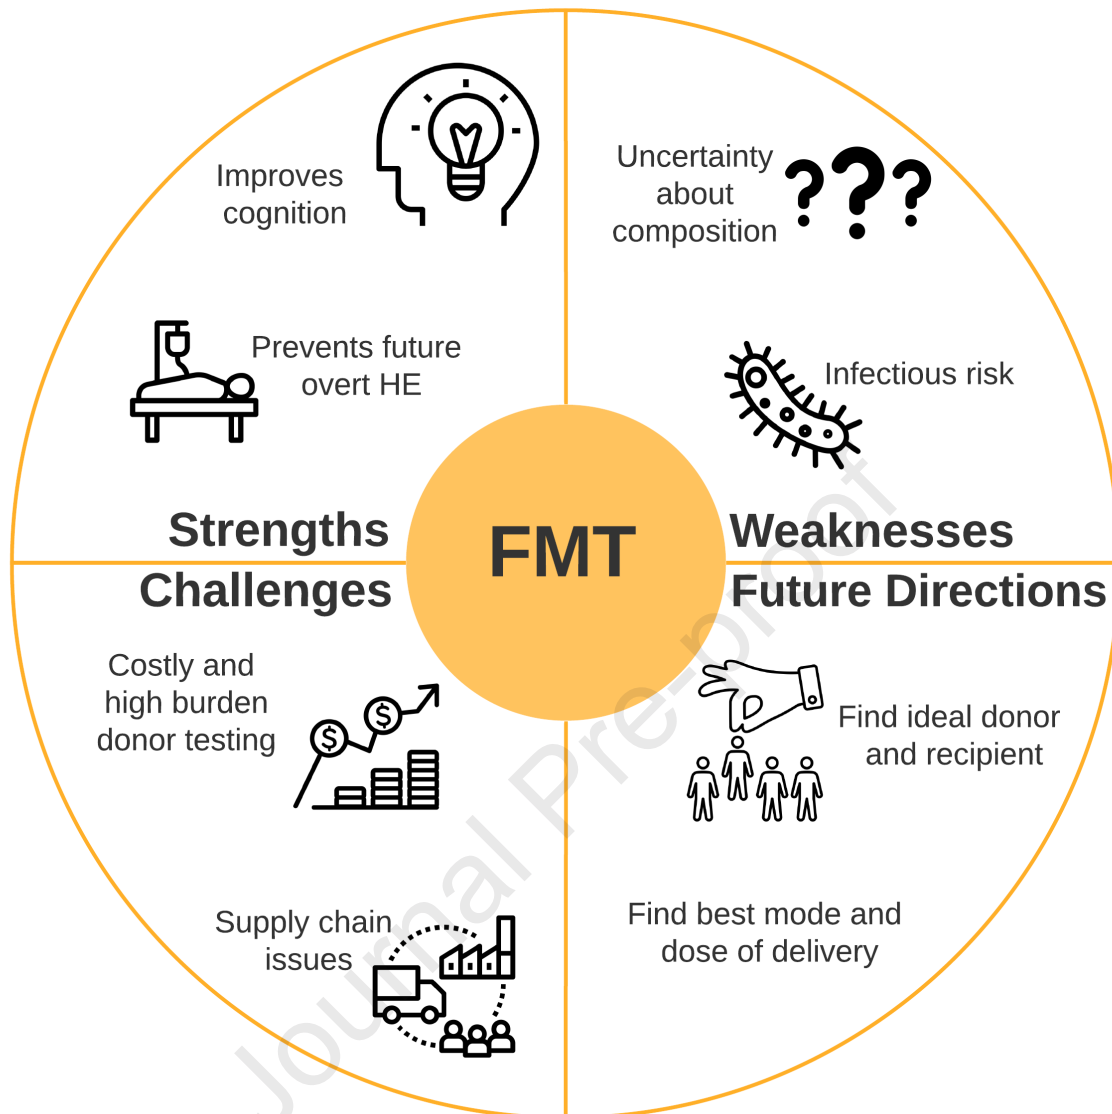 Improves
cognition
Prevents future
overt HE
Strengths
Uncertainty
about
composition
???
Infectious risk
Weaknesses
FMT
Challenges
Costly and
high burden
donor testing
$
$
Supply chain
issues
Future Directions
Find ideal donor
and recipient
Find best mode and
dose of delivery
Journal Pre-proof